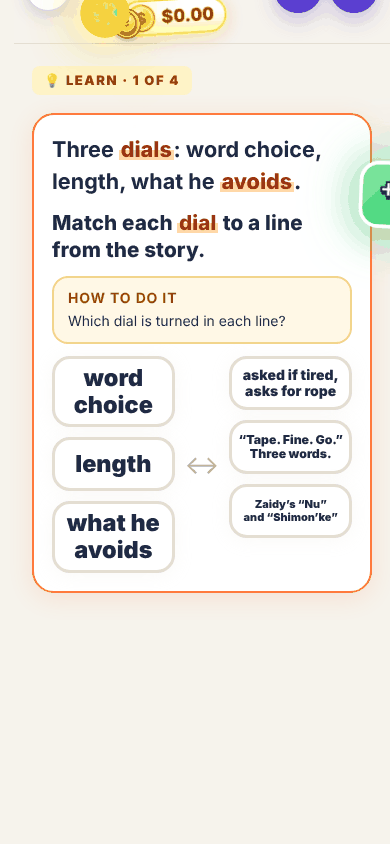 $0.00
💡 LEARN · 1 OF 4
Three dials: word choice,
length, what he avoids.
Match each dial to a line
from the story.
HOW TO DO IT
Which dial is turned in each line?
word
choice
length
what he
avoids
↔
asked if tired,
asks for rope
“Tape. Fine. Go.”
Three words.
Zaidy’s “Nu”
and “Shimon’ke”